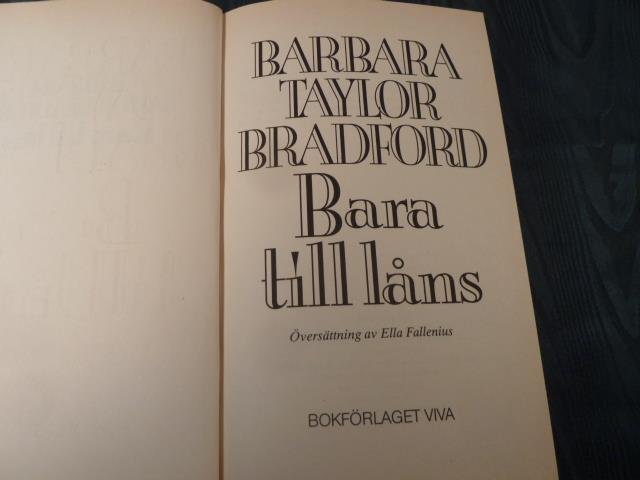 BARBARA
TAYLOR
BRADFORD
Bara
till låns
Översättning av Ella Fallenius
BOKFÖRLAGET VIVA